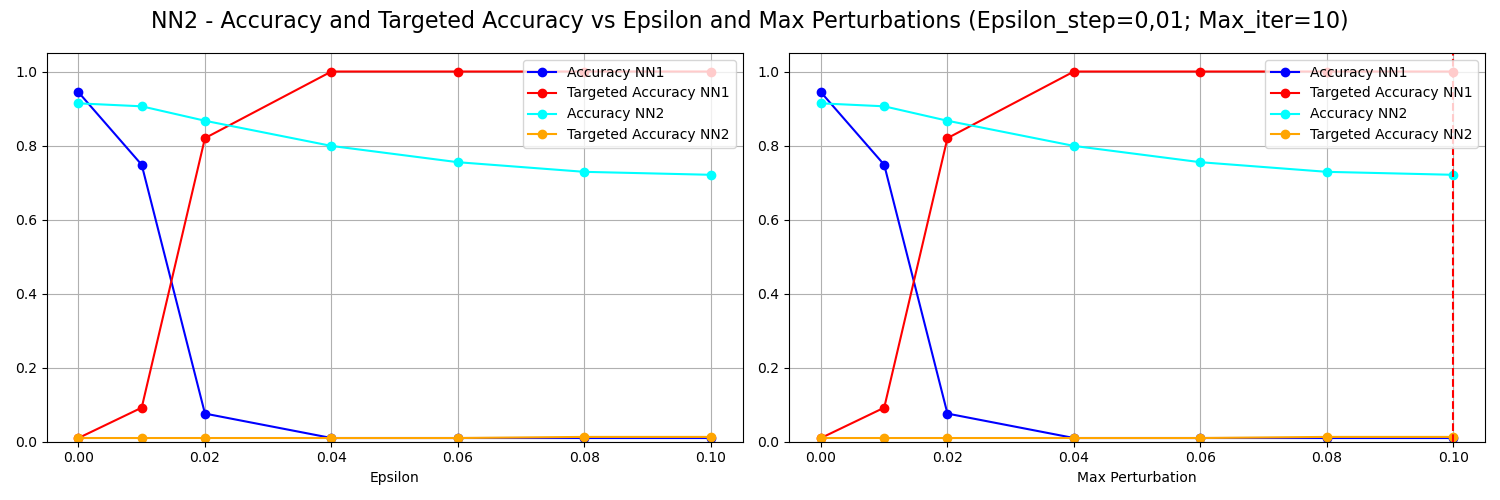 NN2 - Accuracy and Targeted Accuracy vs Epsilon and Max Perturbations (Epsilon_step=0,01; Max_iter=10)
1.0
0.8
0.6
0.4
0.2
0.0
0.00 0.02 0.04 0.06 0.08 0.10
Epsilon
Accuracy NN1
Targeted Accuracy NN1
Accuracy NN2
Targeted Accuracy NN2
1.0
0.8
0.6
0.4
0.2
0.0
0.00 0.02 0.04 0.06 0.08 0.10
Max Perturbation
Accuracy NN1
Targeted Accuracy NN1
Accuracy NN2
Targeted Accuracy NN2